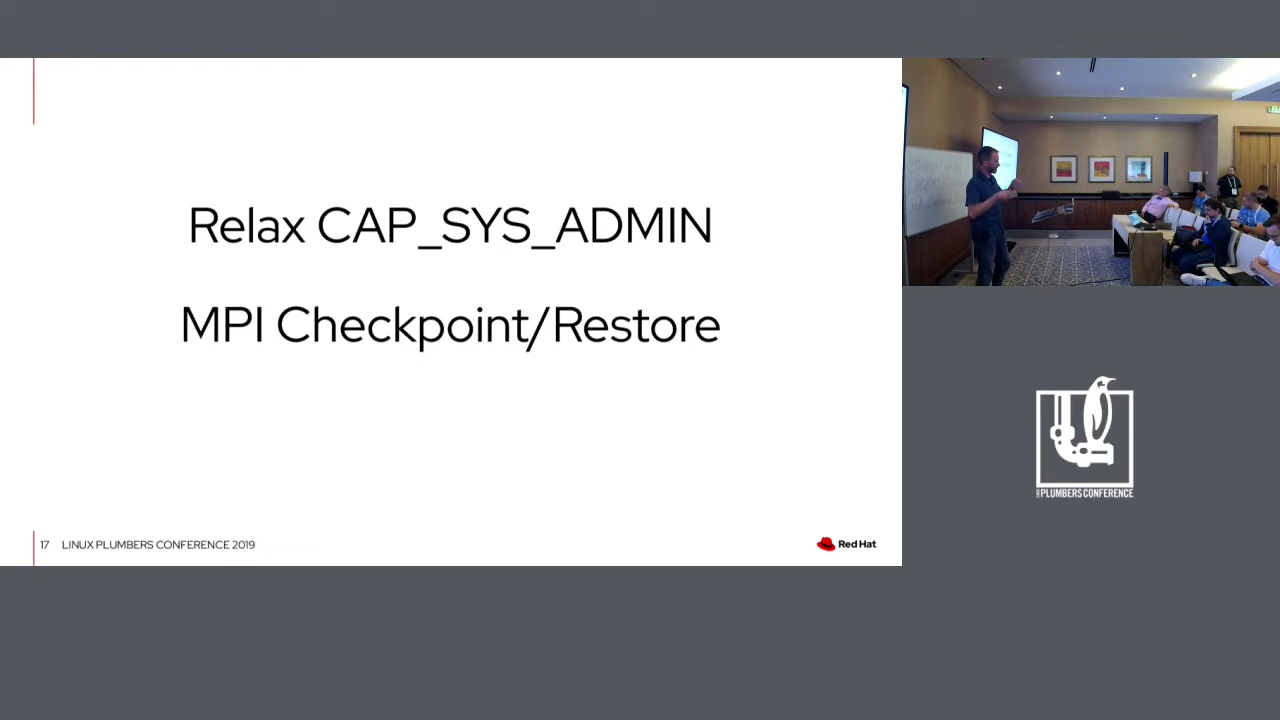 Relax CAP_SYS_ADMIN
MPI Checkpoint/Restore
17 LINUX PLUMBERS CONFERENCE 2019
Red Hat
PLUMBERS CONFERENCE